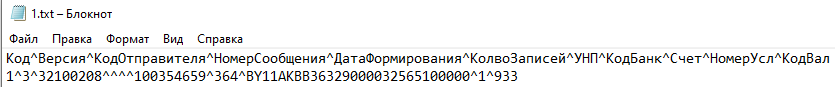 1.txt – Блокнот
Файл Правка Формат Вид Справка
Код^Версия^КодОтправителя^НомерСообщения^ДатаФормирования^КолвоЗаписей^УНП^КодБанк^Счет^НомерУсл^КодВал
1^3^32100208^^^^100354659^364^BY11AKBB36329000032565100000^1^933